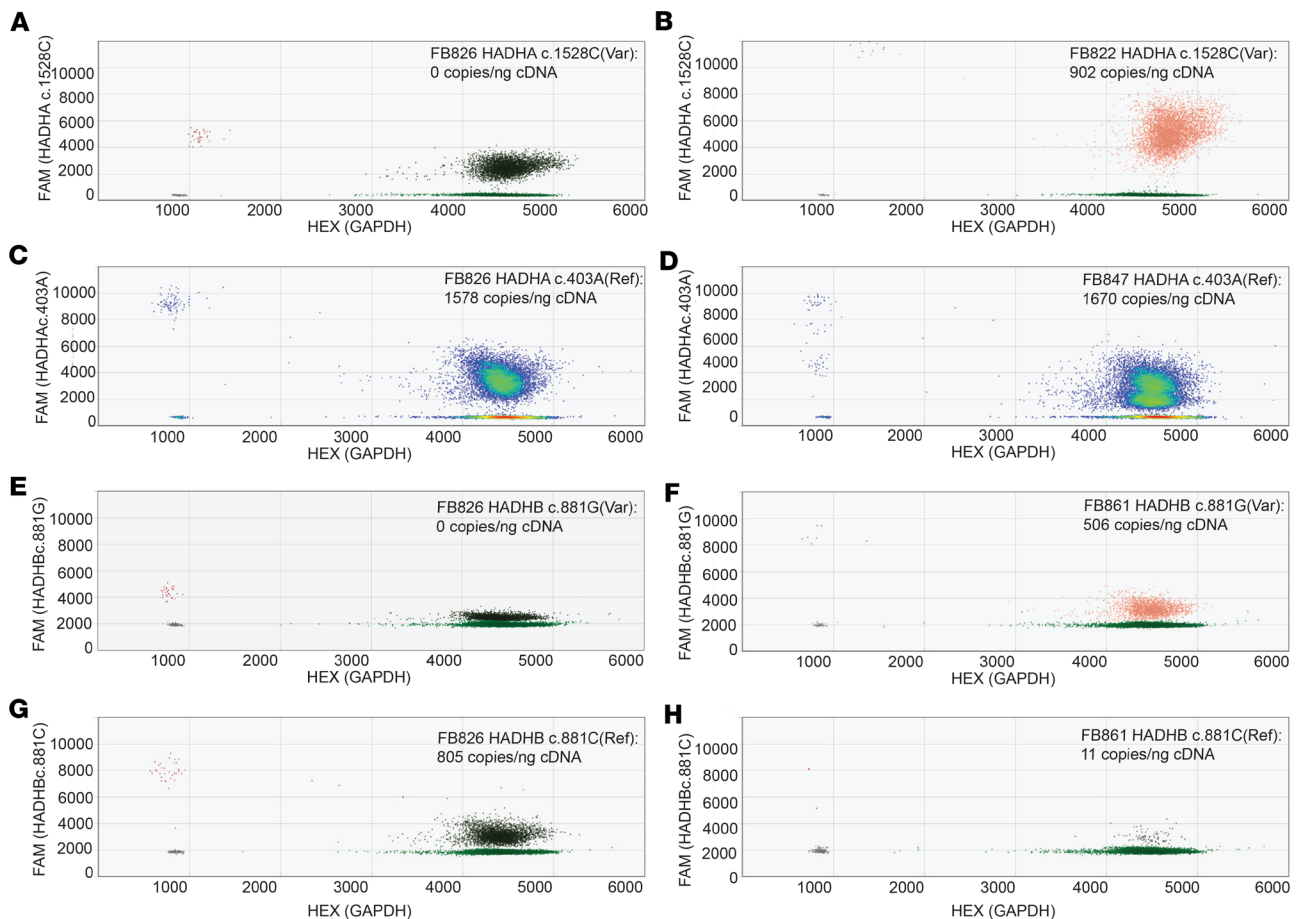 A
FAM (HADHA c.1528C)
10000
8000
6000
4000
2000
0
FB826 HADHA c.1528C(Var):
0 copies/ng cDNA
1000 2000 3000 4000 5000 6000
HEX (GAPDH)
B
FAM (HADHA c.1528C)
10000
8000
6000
4000
2000
0
FB822 HADHA c.1528C(Var):
902 copies/ng cDNA
1000 2000 3000 4000 5000 6000
HEX (GAPDH)
C
FAM (HADHAc.403A)
10000
8000
6000
4000
2000
0
FB826 HADHA c.403A(Ref):
1578 copies/ng cDNA
1000 2000 3000 4000 5000 6000
HEX (GAPDH)
D
FAM (HADHAc.403A)
10000
8000
6000
4000
2000
0
FB847 HADHA c.403A(Ref):
1670 copies/ng cDNA
1000 2000 3000 4000 5000 6000
HEX (GAPDH)
E
FAM (HADHBc.881G)
10000
8000
6000
4000
2000
0
FB826 HADHB c.881G(Var):
0 copies/ng cDNA
1000 2000 3000 4000 5000 6000
HEX (GAPDH)
F
FAM (HADHBc.881G)
10000
8000
6000
4000
2000
0
FB861 HADHB c.881G(Var):
506 copies/ng cDNA
1000 2000 3000 4000 5000 6000
HEX (GAPDH)
G
FAM (HADHBc.881C)
10000
8000
6000
4000
2000
0
FB826 HADHB c.881C(Ref):
805 copies/ng cDNA
1000 2000 3000 4000 5000 6000
HEX (GAPDH)
H
FAM (HADHBc.881C)
10000
8000
6000
4000
2000
0
FB861 HADHB c.881C(Ref):
11 copies/ng cDNA
1000 2000 3000 4000 5000 6000
HEX (GAPDH)